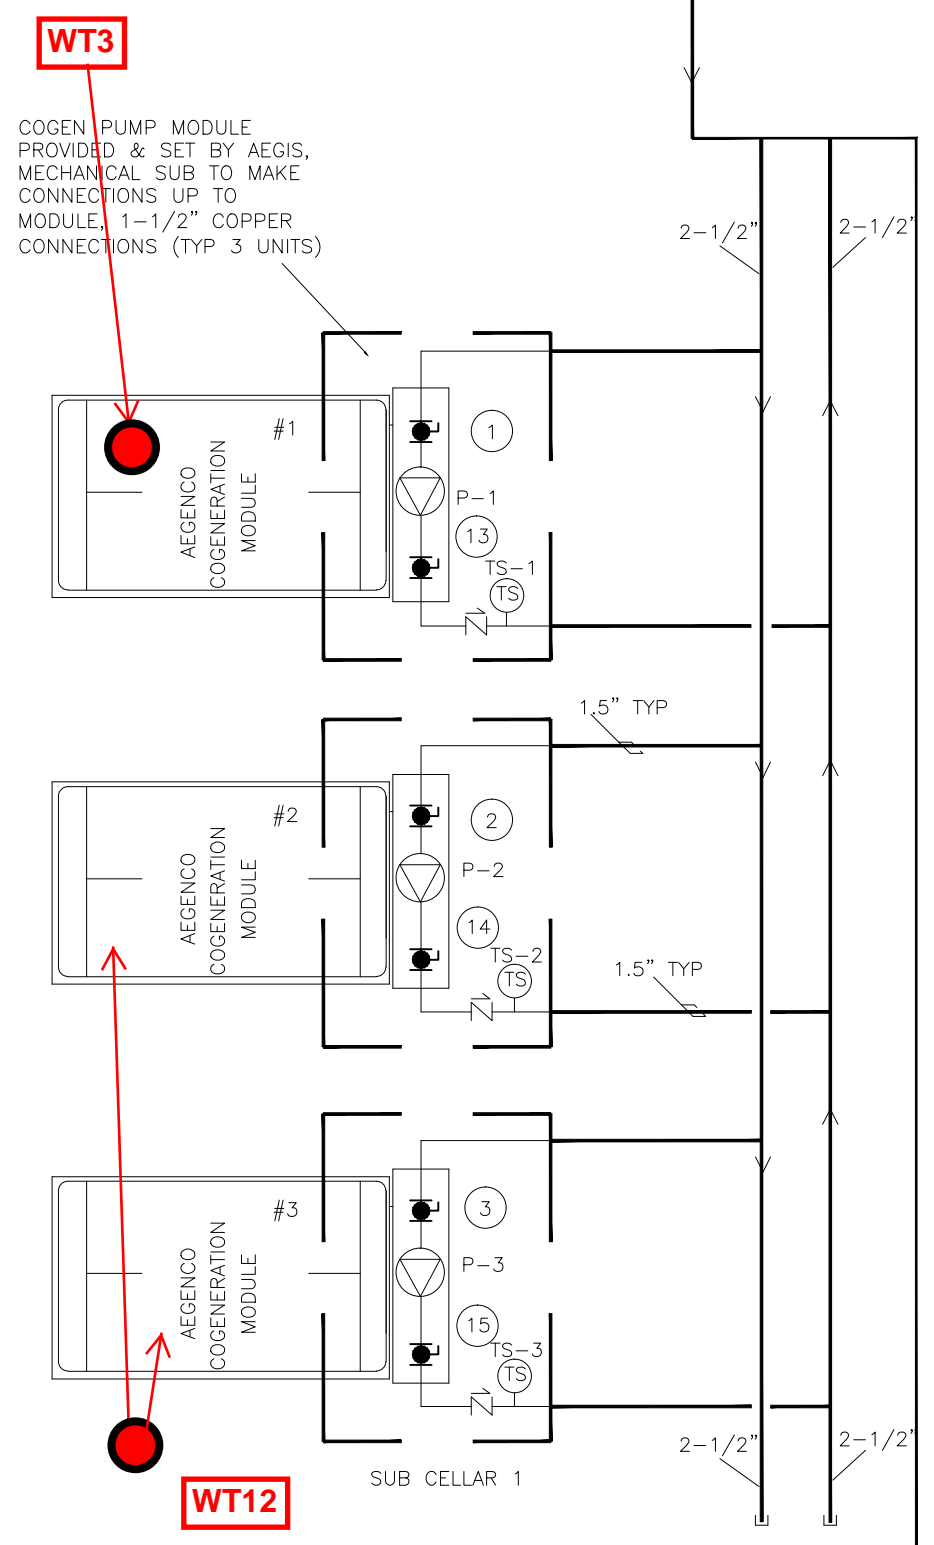 WT3
COGEN PUMP MODULE
PROVIDED & SET BY AEGIS,
MECHANICAL SUB TO MAKE
CONNECTIONS UP TO
MODULE, 1-1/2" COPPER
CONNECTIONS (TYP 3 UNITS)
2-1/2"
2-1/2"
#1
AEGENCO
COGENERATION
MODULE
1
P-1
13
TS-1
TS
1.5" TYP
#2
AEGENCO
COGENERATION
MODULE
2
P-2
14
TS-2
TS
1.5" TYP
#3
AEGENCO
COGENERATION
MODULE
3
P-3
15
TS-3
TS
2-1/2"
2-1/2"
SUB CELLAR 1
WT12